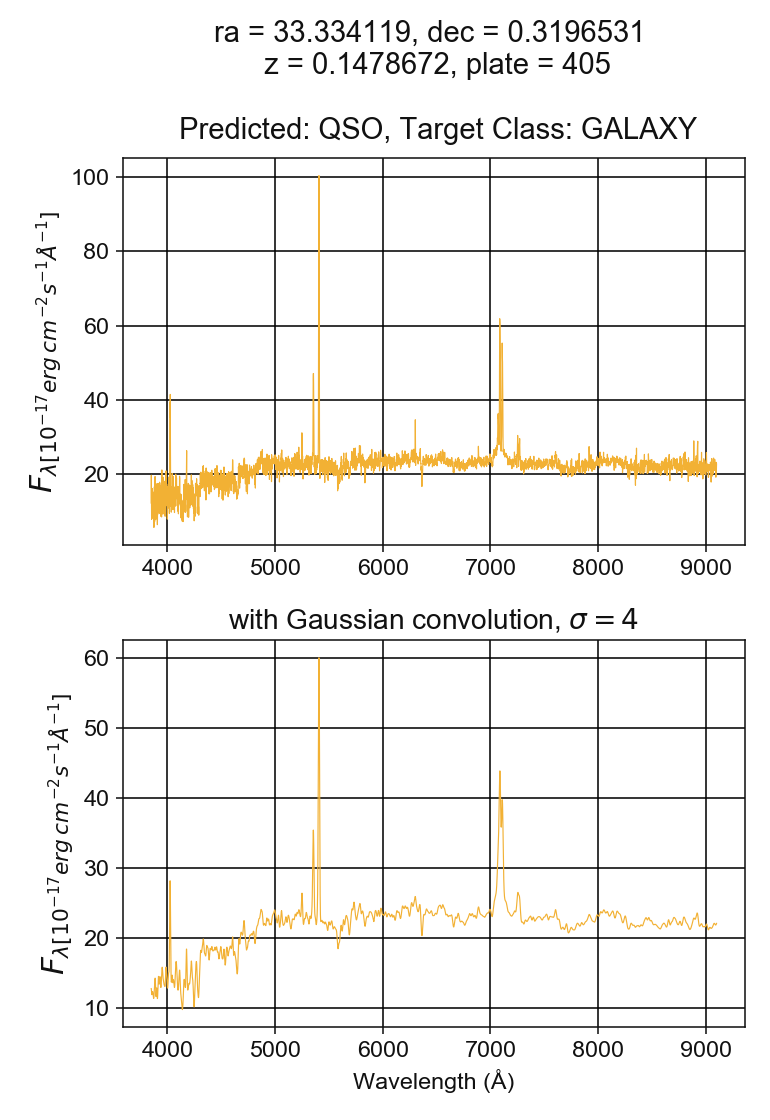 ra = 33.334119, dec = 0.3196531
z = 0.1478672, plate = 405
Predicted: QSO, Target Class: GALAXY
100
80
60
40
20
F_λ[10^{-17} erg cm^{-2} s^{-1} Å^{-1}]
4000 5000 6000 7000 8000 9000
with Gaussian convolution, σ = 4
60
50
40
30
20
10
F_λ[10^{-17} erg cm^{-2} s^{-1} Å^{-1}]
4000 5000 6000 7000 8000 9000
Wavelength (Å)